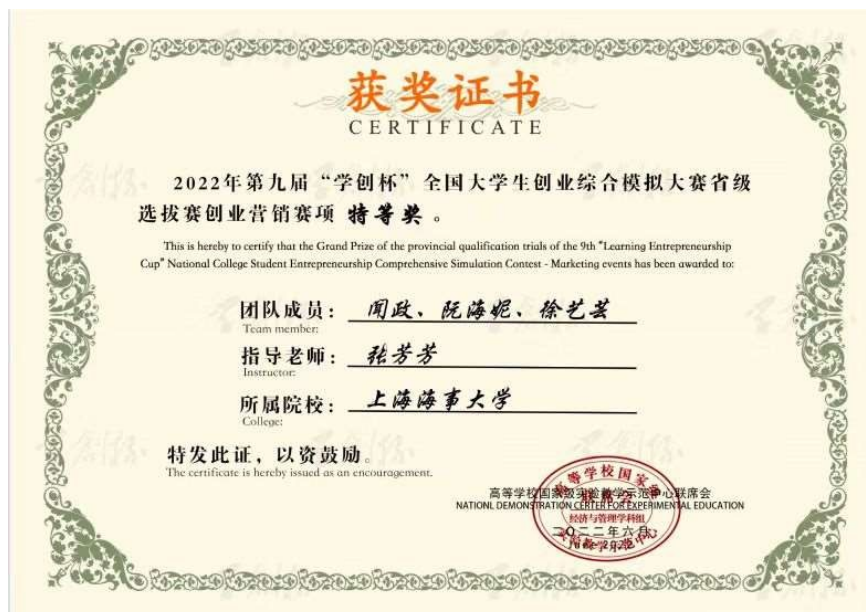 获奖证书
CERTIFICATE
2022年第九届“学创杯”全国大学生创业综合模拟大赛省级
选拔赛创业营销赛项 特等奖 。
This is hereby to certify that the Grand Prize of the provincial qualification trials of the 9th "Learning Entrepreneurship
Cup" National College Student Entrepreneurship Comprehensive Simulation Contest - Marketing events has been awarded to:
团队成员： 闻政、阮海妮、徐艺芸
Team member:
指导老师： 张芳芳
Instructor:
所属院校： 上海海事大学
College:
特发此证，以资鼓励。
The certificate is hereby issued as an encouragement.
高等学校国家级实验教学示范中心联席会
NATIONL DEMONSTRATION CERTER FOR EXPERIMENTAL EDUCATION
经济与管理学科组
二〇二二年六月